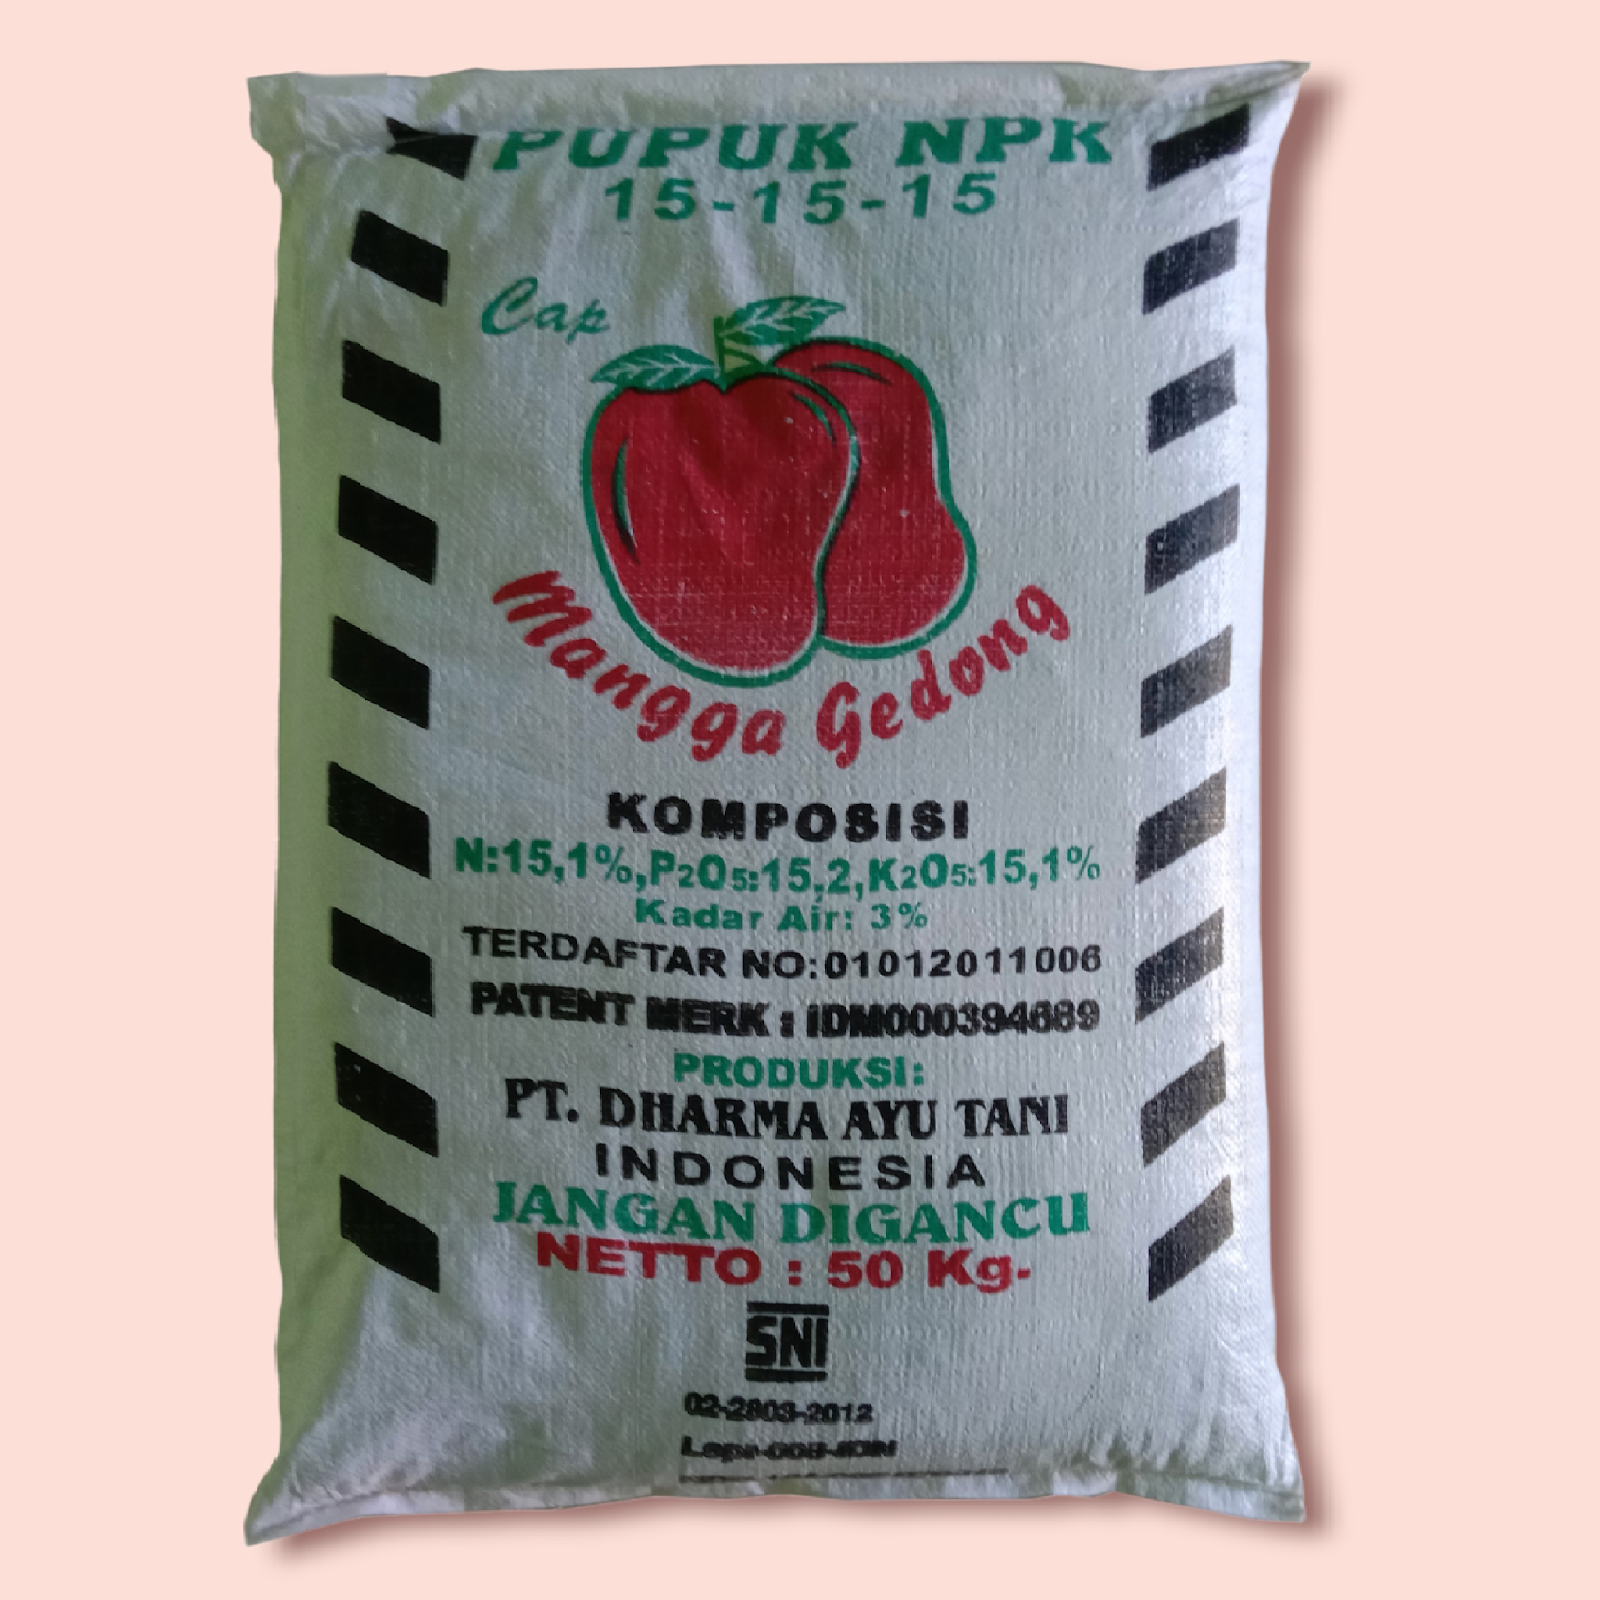 PUPUK NPK
15-15-15
Cap
Mangga Gedong
KOMPOSISI
N:15,1%,P2O5:15,2,K2O5:15,1%
Kadar Air: 3%
TERDAFTAR NO:01012011006
PATENT MERK : IDM000394689
PRODUKSI:
PT. DHARMA AYU TANI
INDONESIA
JANGAN DIGANCU
NETTO : 50 Kg-
SNI
02-2803-2012